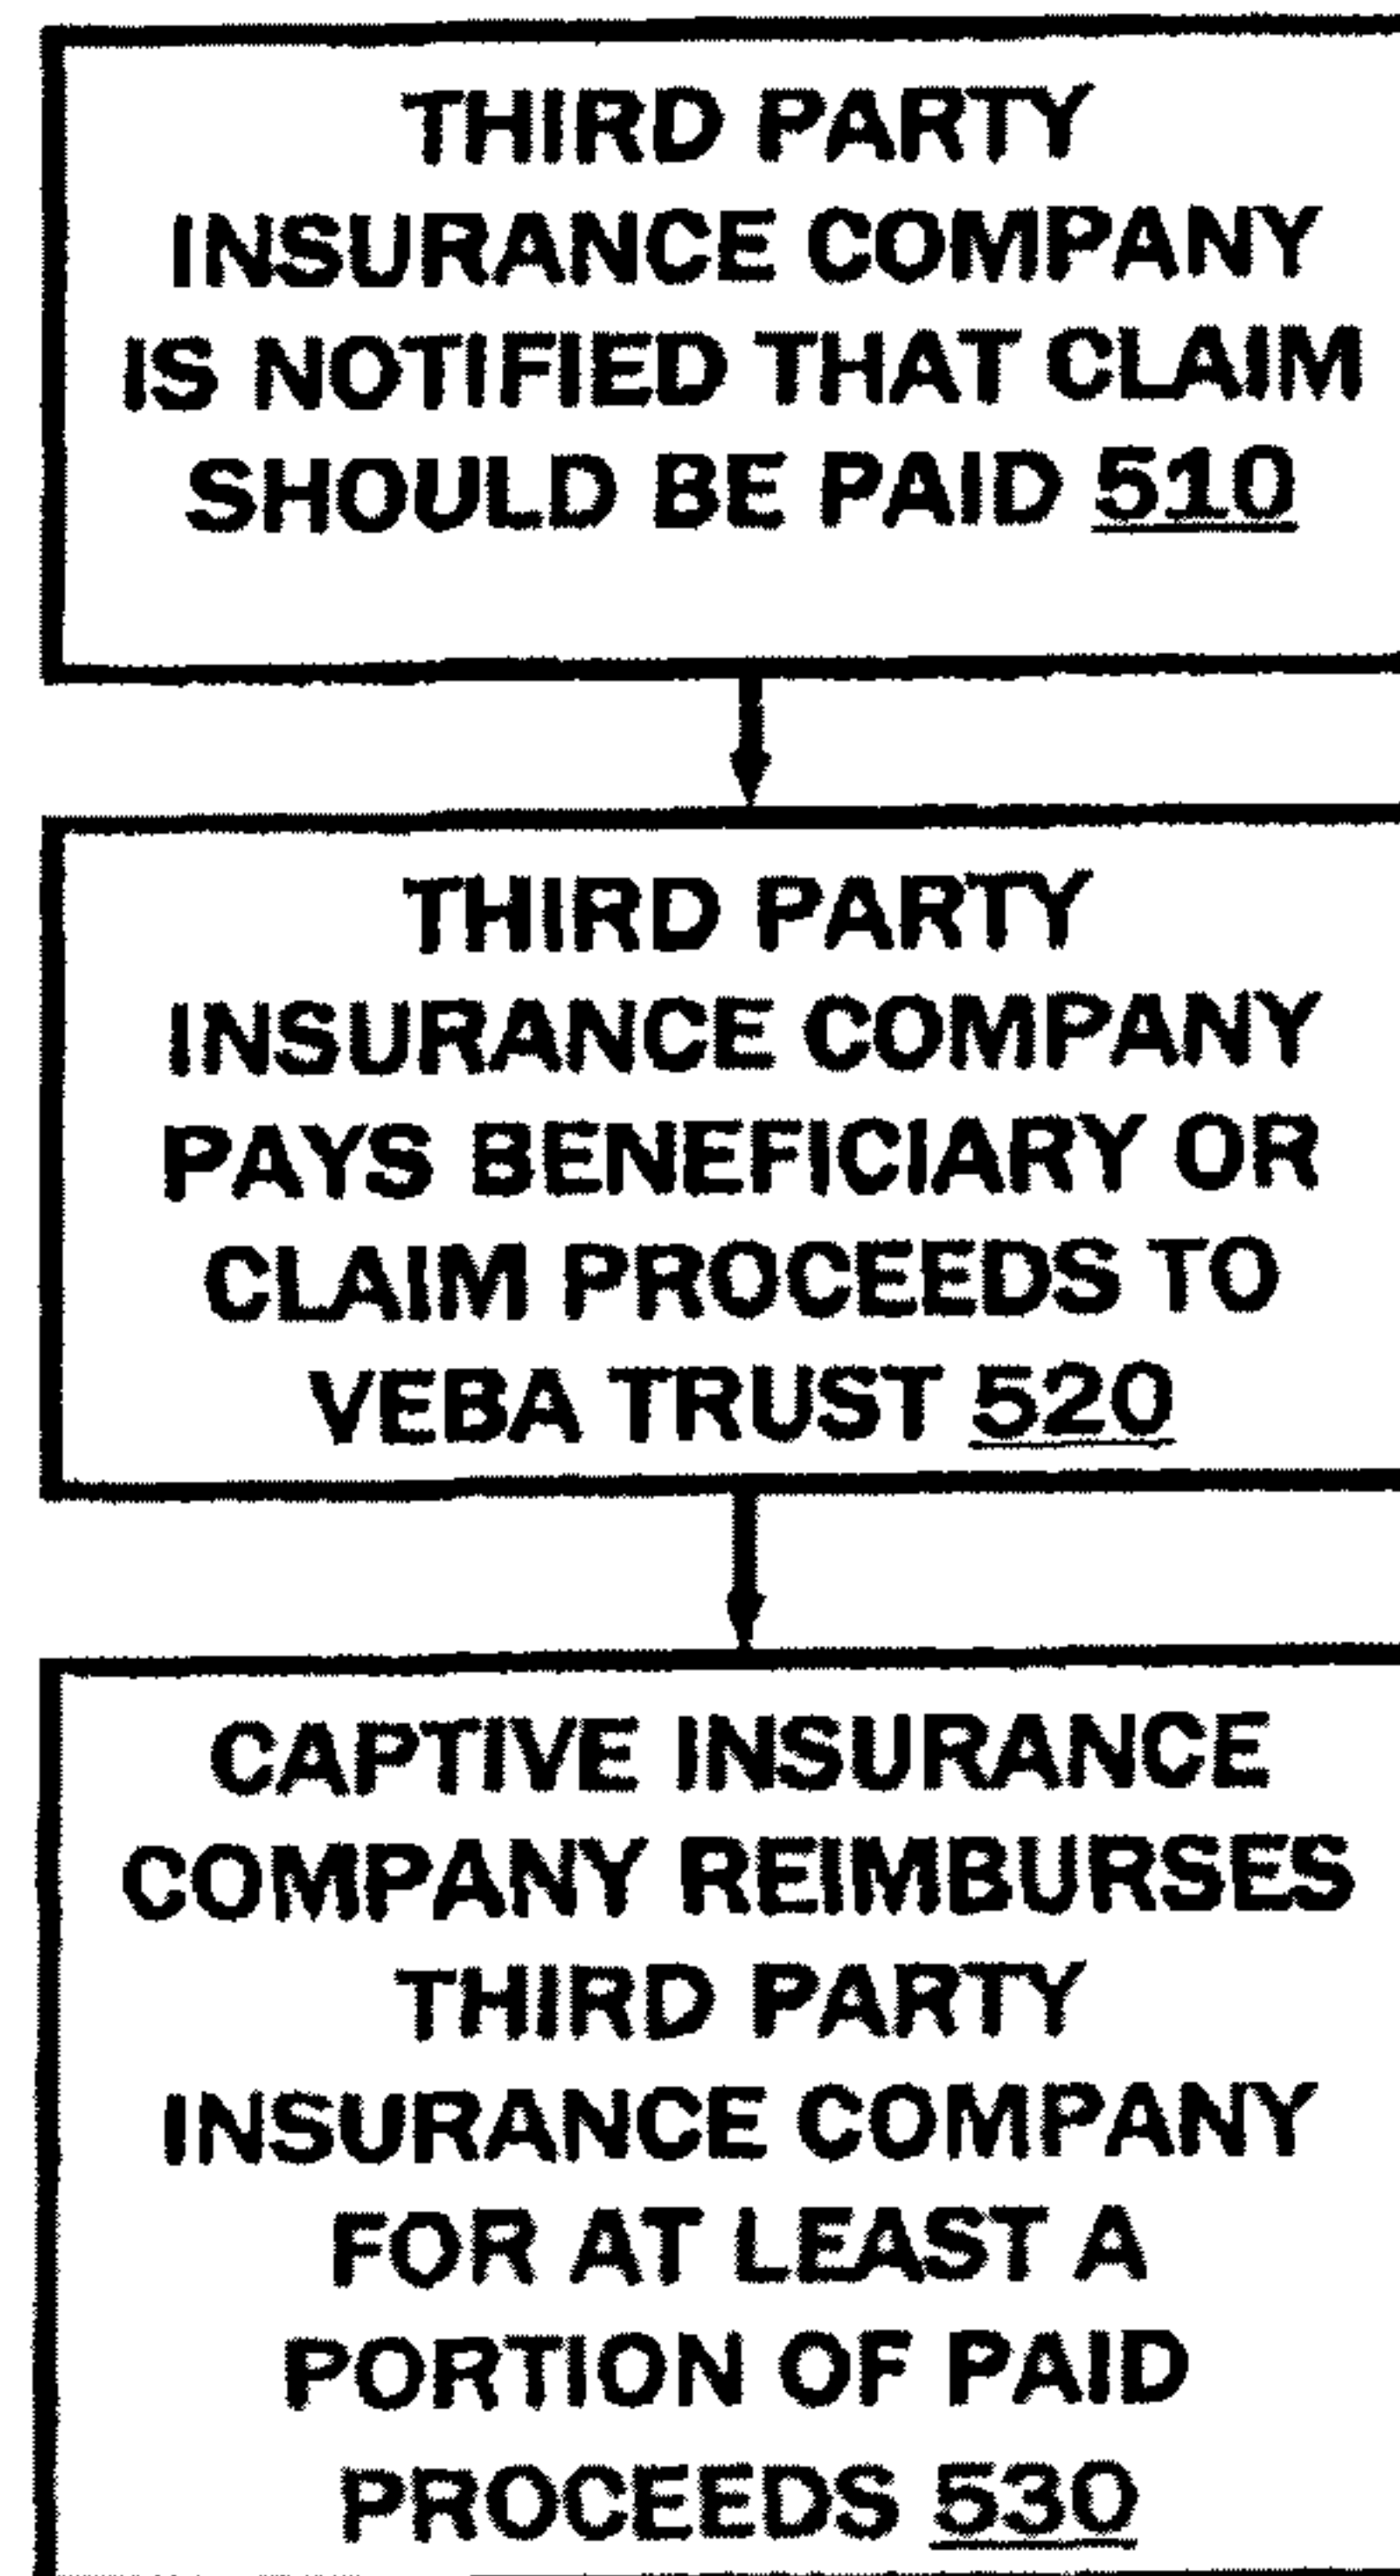 THIRD PARTY
INSURANCE COMPANY
IS NOTIFIED THAT CLAIM
SHOULD BE PAID 510
THIRD PARTY
INSURANCE COMPANY
PAYS BENEFICIARY OR
CLAIM PROCEEDS TO
VEBA TRUST 520
CAPTIVE INSURANCE
COMPANY REIMBURSES
THIRD PARTY
INSURANCE COMPANY
FOR AT LEAST A
PORTION OF PAID
PROCEEDS 530